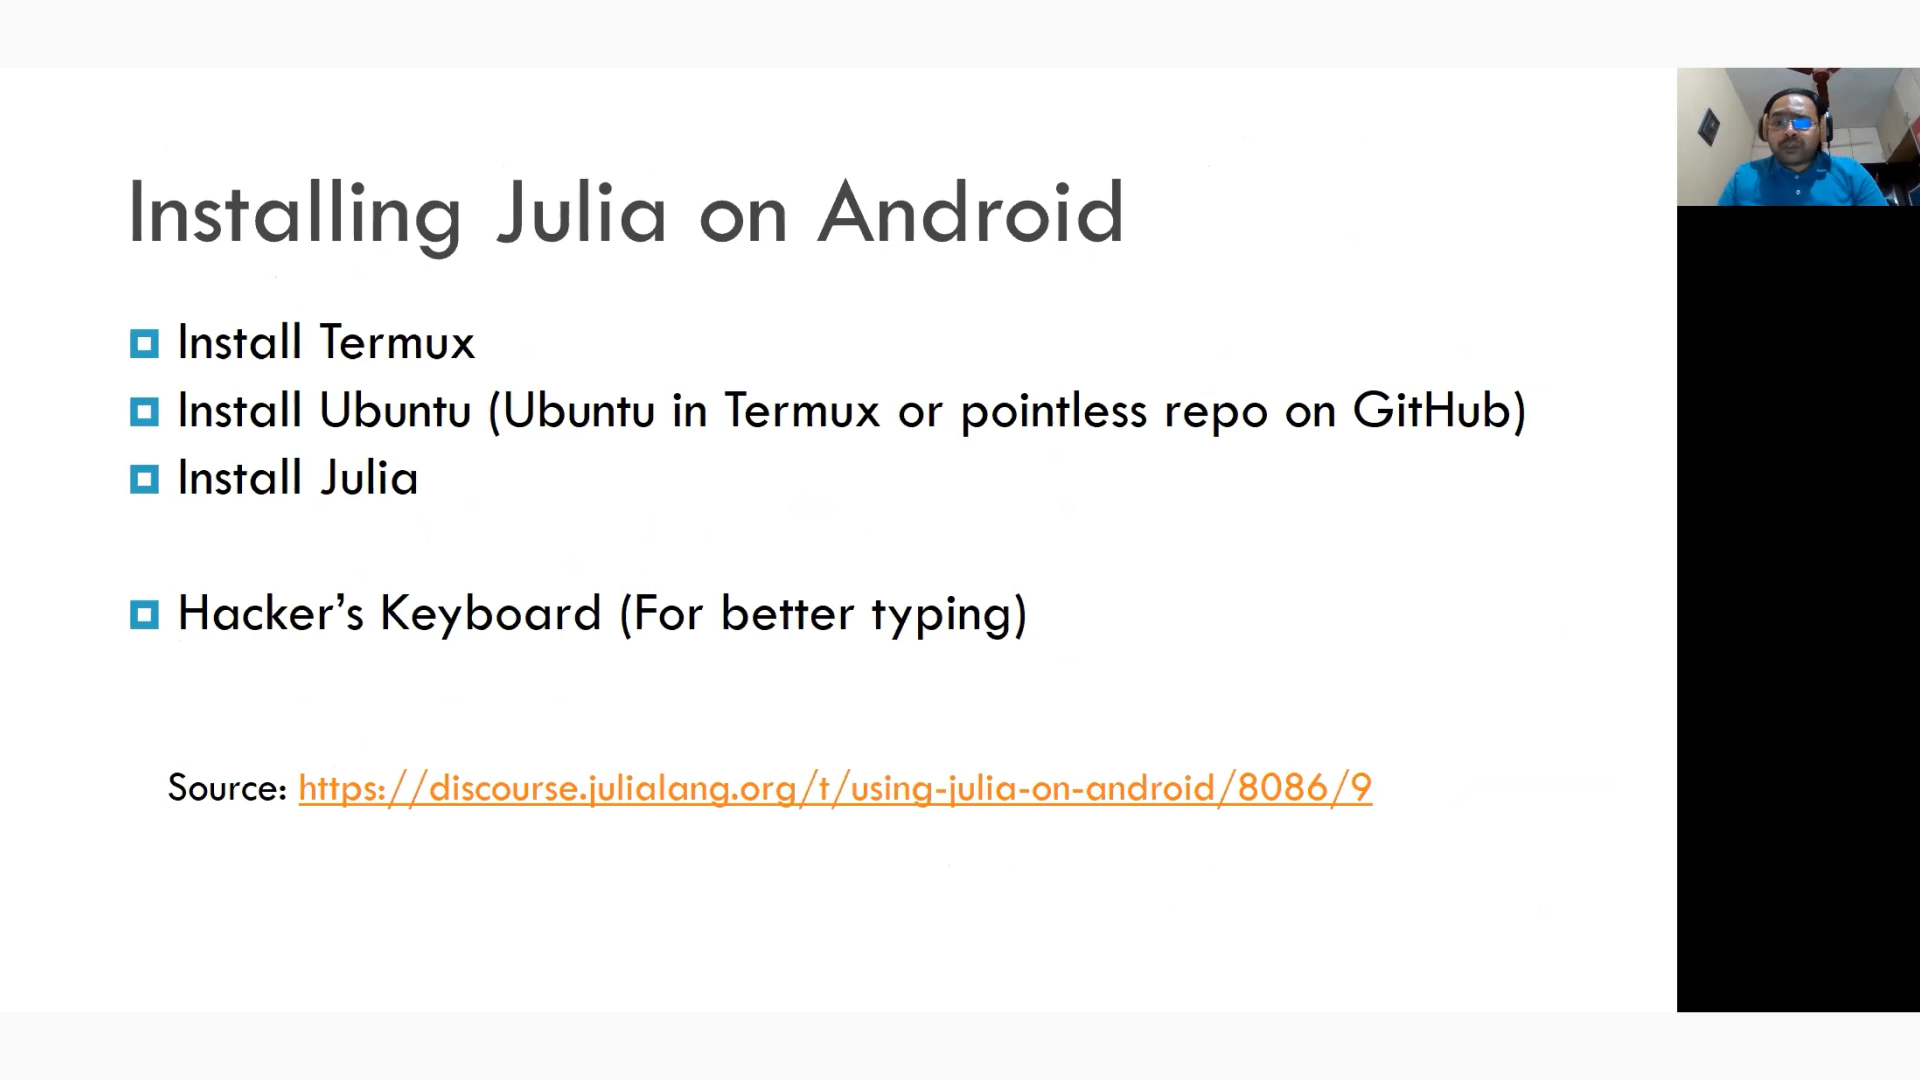 Installing Julia on Android
Install Termux
Install Ubuntu (Ubuntu in Termux or pointless repo on GitHub)
Install Julia
Hacker’s Keyboard (For better typing)
Source: https://discourse.julialang.org/t/using-julia-on-android/8086/9